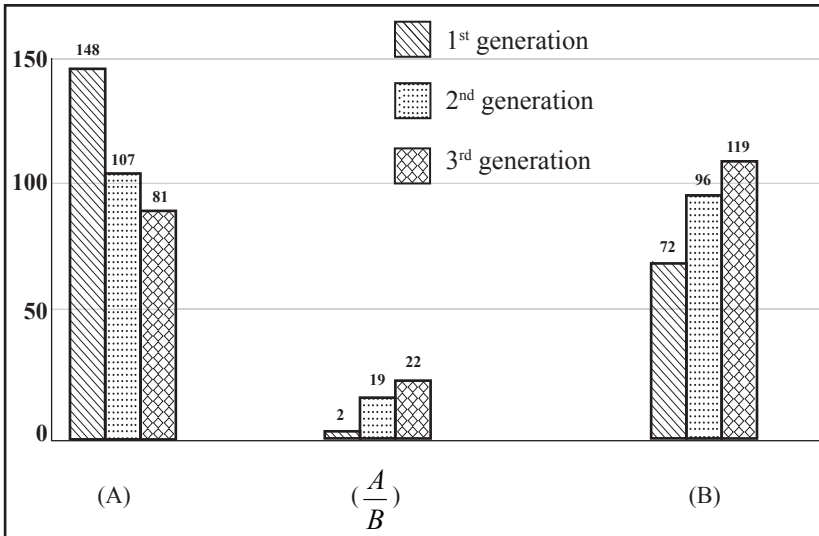 1st generation
2nd generation
3rd generation
150
100
50
0
148
107
81
2
19
22
72
96
119
(A)
(A/B)
(B)